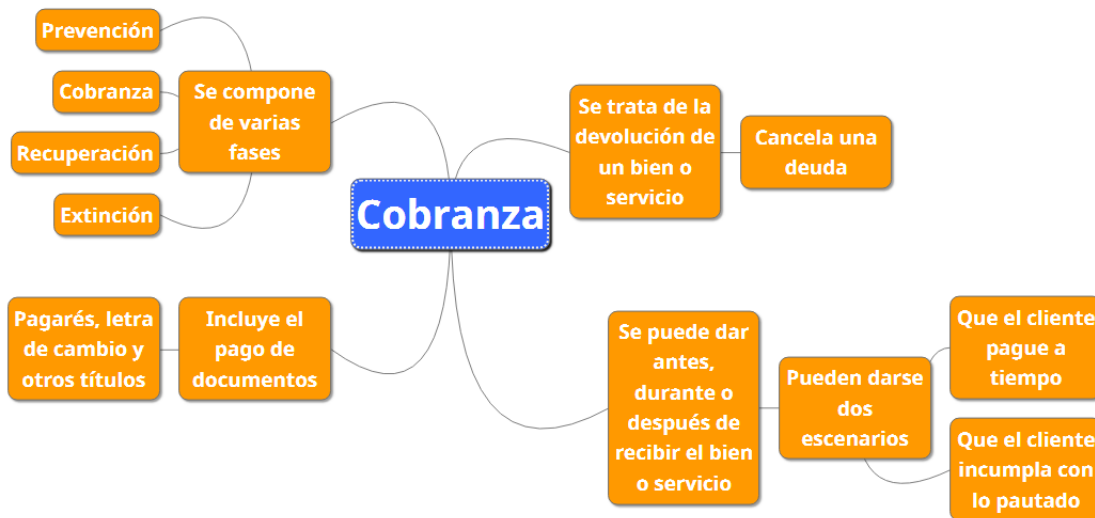 Cobranza
Prevención
Cobranza
Recuperación
Extinción
Se compone
de varias
fases
Se trata de la
devolución de
un bien o
servicio
Cancela una
deuda
Pagarés, letra
de cambio y
otros títulos
Incluye el
pago de
documentos
Se puede dar
antes,
durante o
después de
recibir el bien
o servicio
Pueden darse
dos
escenarios
Que el cliente
pague a
tiempo
Que el cliente
incumpla con
lo pautado